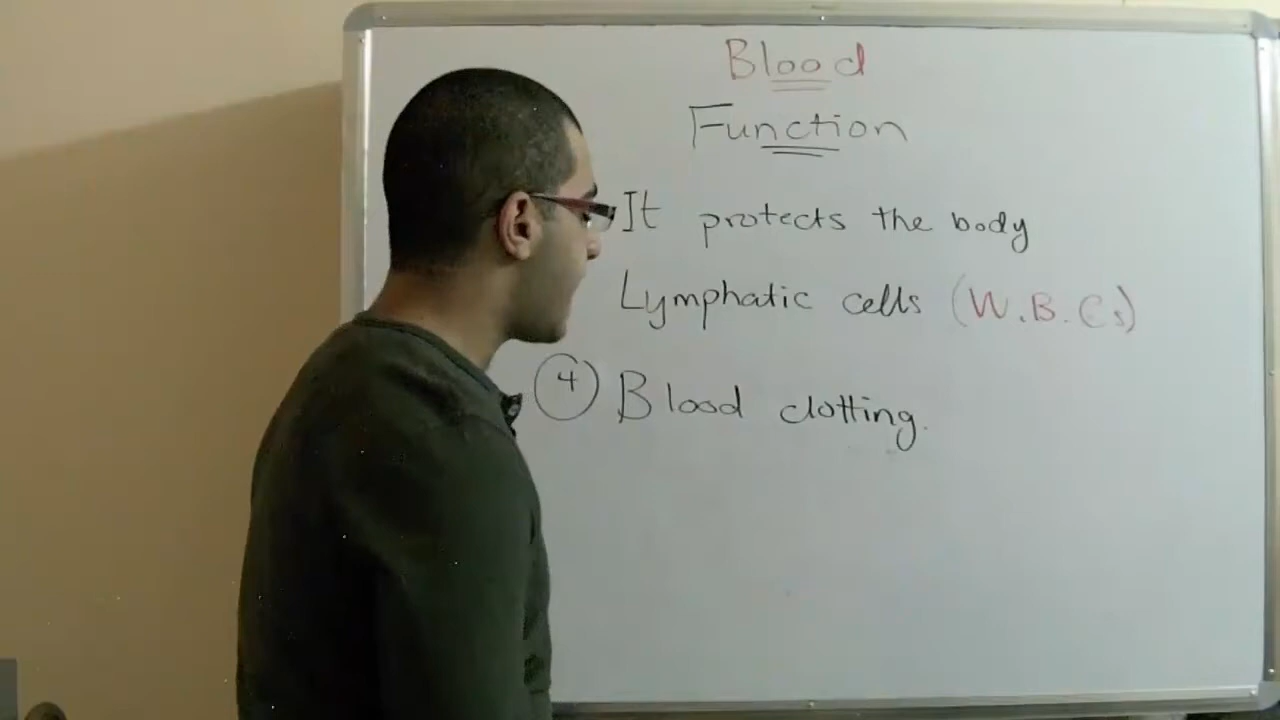 Blood
Function
It protects the body
Lymphatic cells (W.B.Cs)
4 Blood clotting.